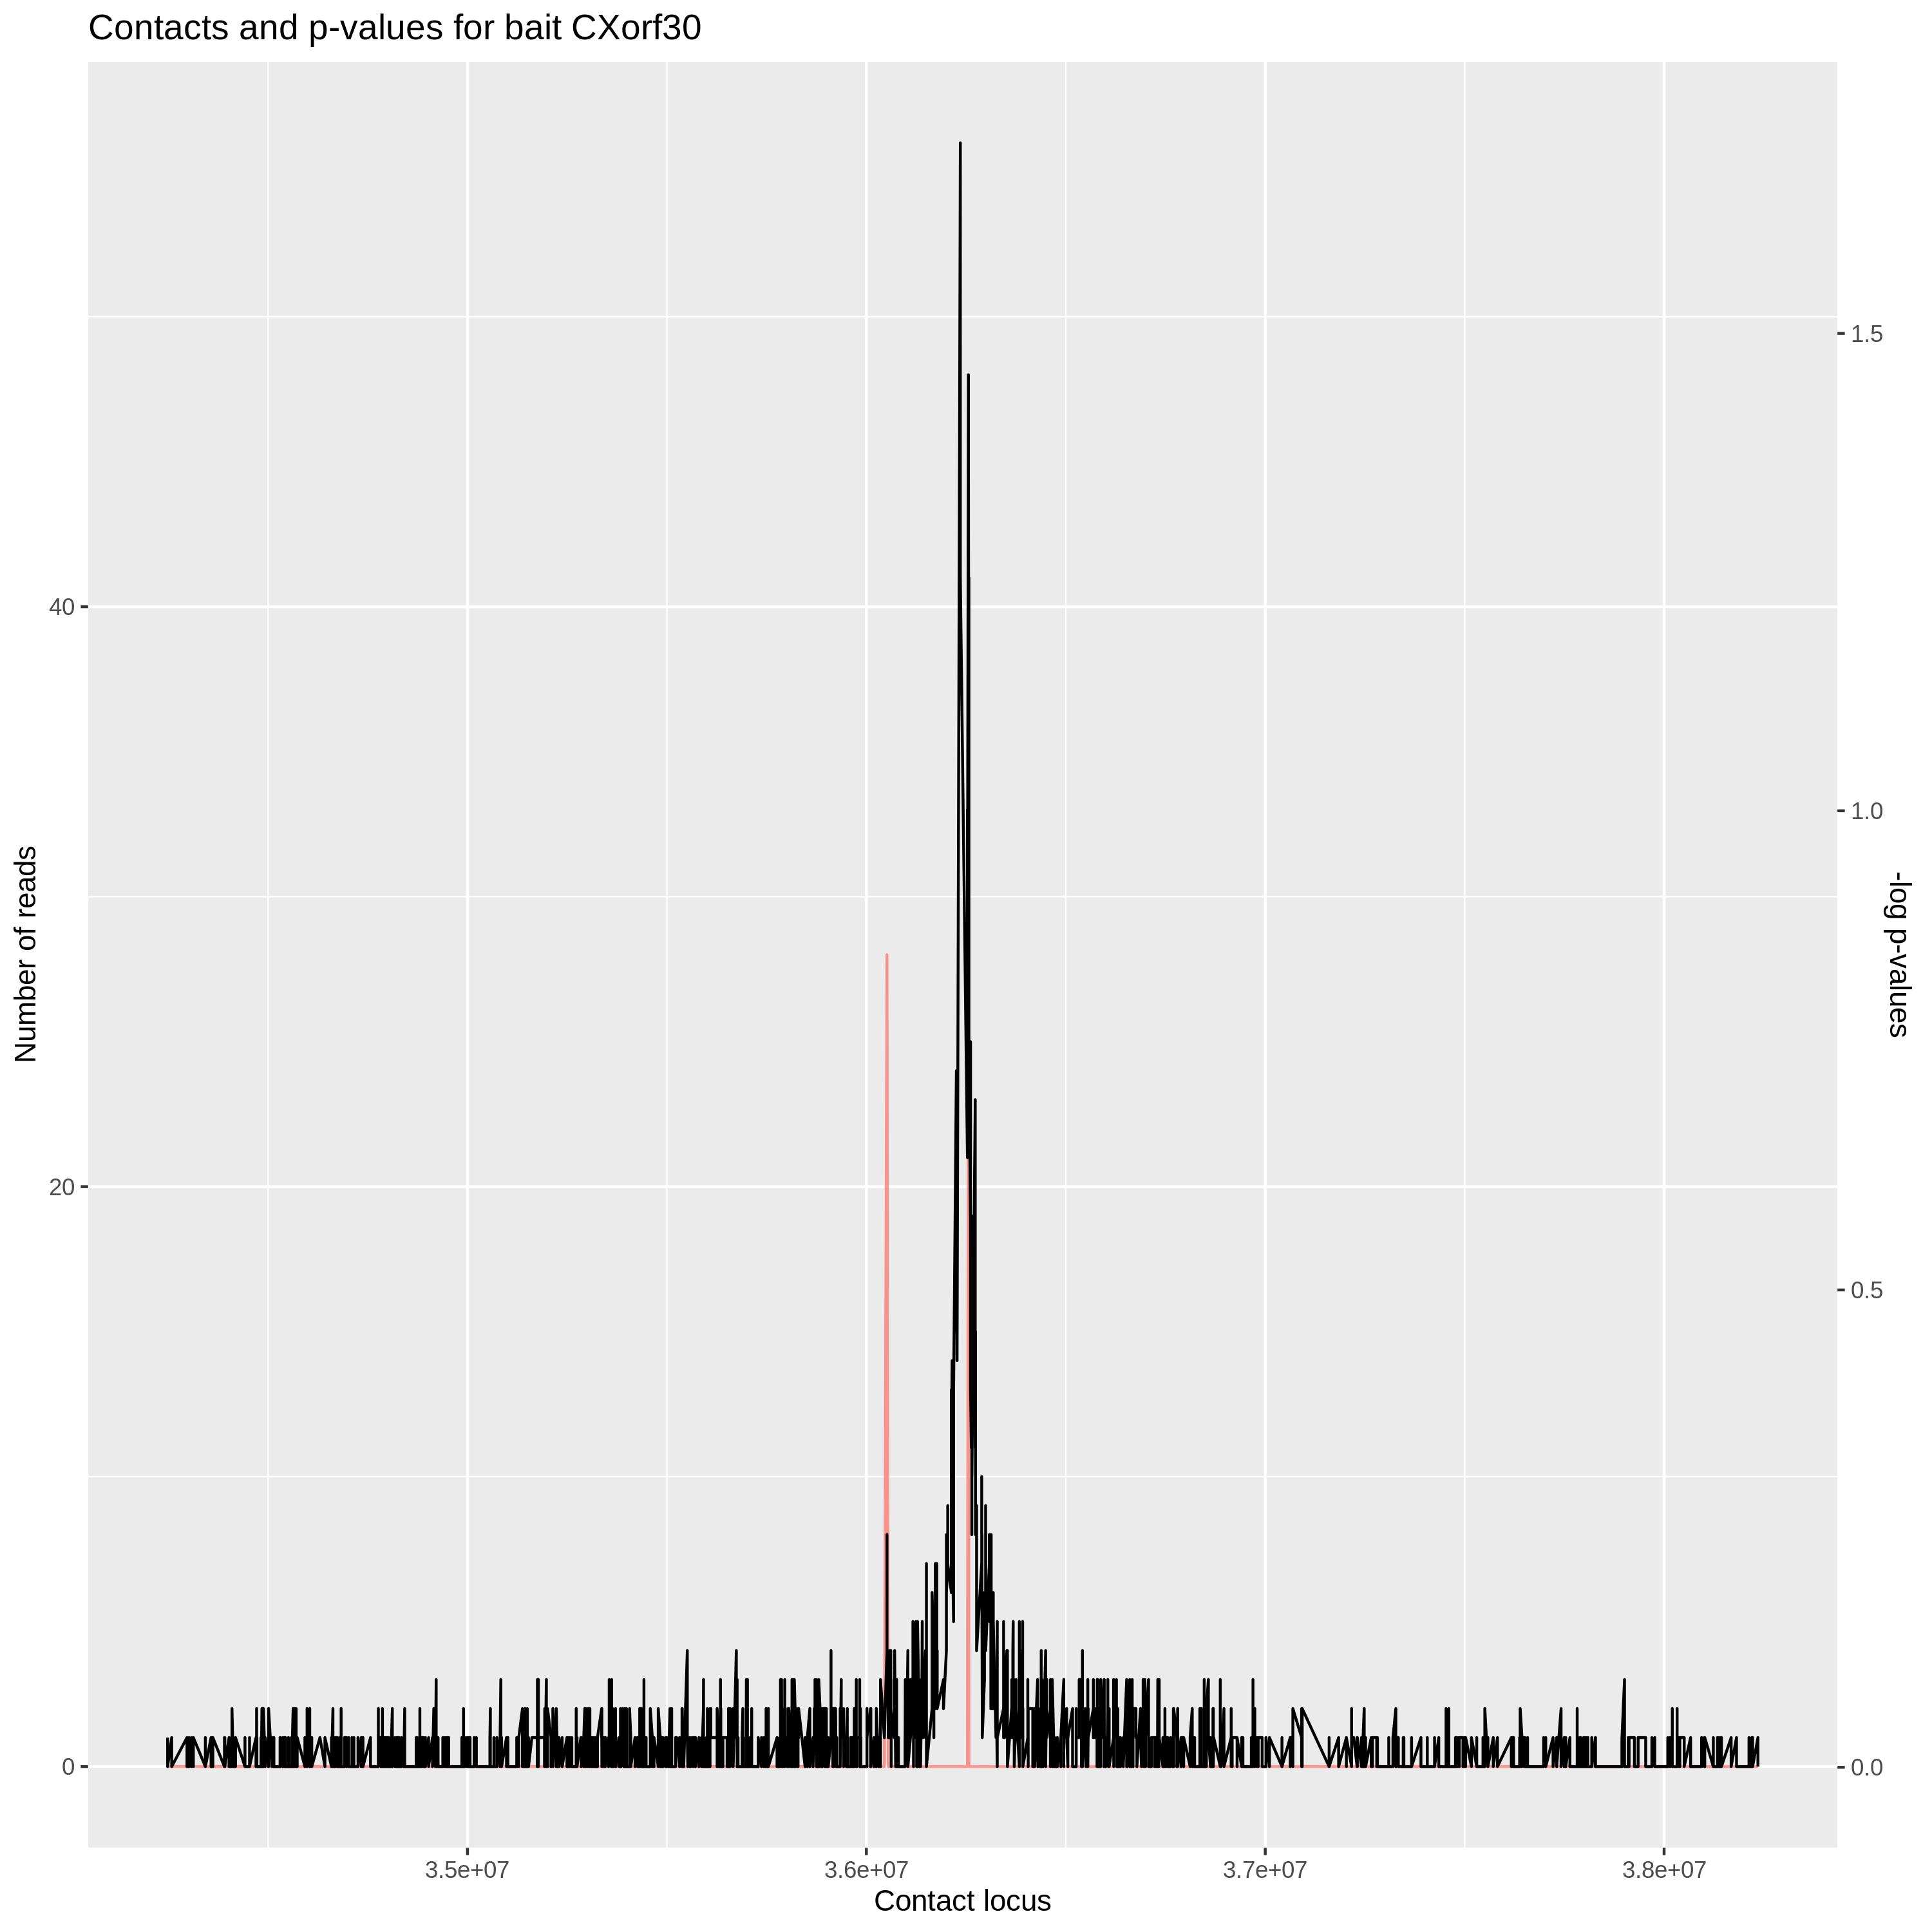 Contacts and p-values for bait CXorf30
Number of reads
40
20
0
1.5
1.0
0.5
0.0
-log p-values
3.5e+07
3.6e+07
3.7e+07
3.8e+07
Contact locus